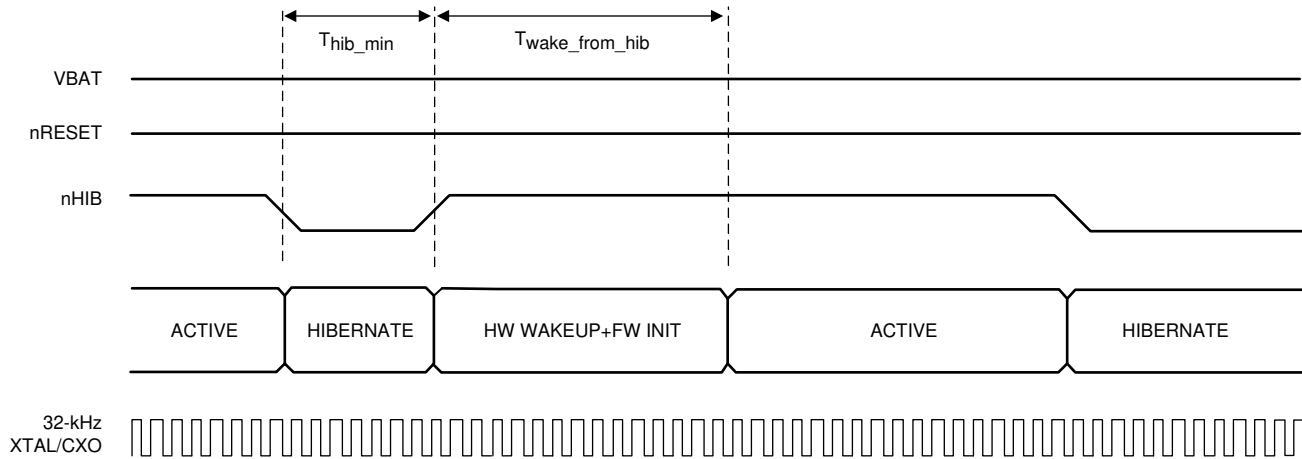 Thib_min
Twake_from_hib
VBAT
nRESET
nHIB
ACTIVE
HIBERNATE
HW WAKEUP+FW INIT
ACTIVE
HIBERNATE
32-kHz
XTAL/CXO